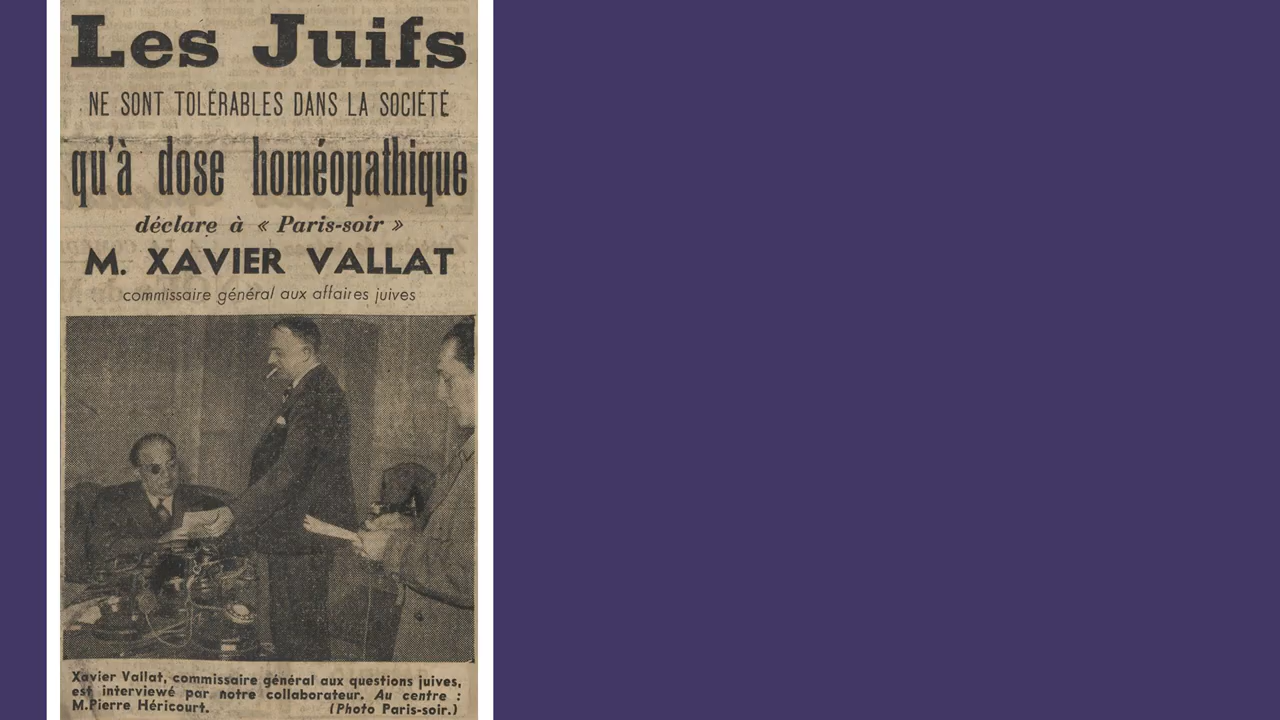 Les Juifs
NE SONT TOLÉRABLES DANS LA SOCIÉTÉ
qu'à dose homéopathique
déclare à « Paris-soir »
M. XAVIER VALLAT
commissaire général aux affaires juives
Xavier Vallat, commissaire général aux questions juives,
est interviewé par notre collaborateur. Au centre :
M.Pierre Héricourt. (Photo Paris-soir.)